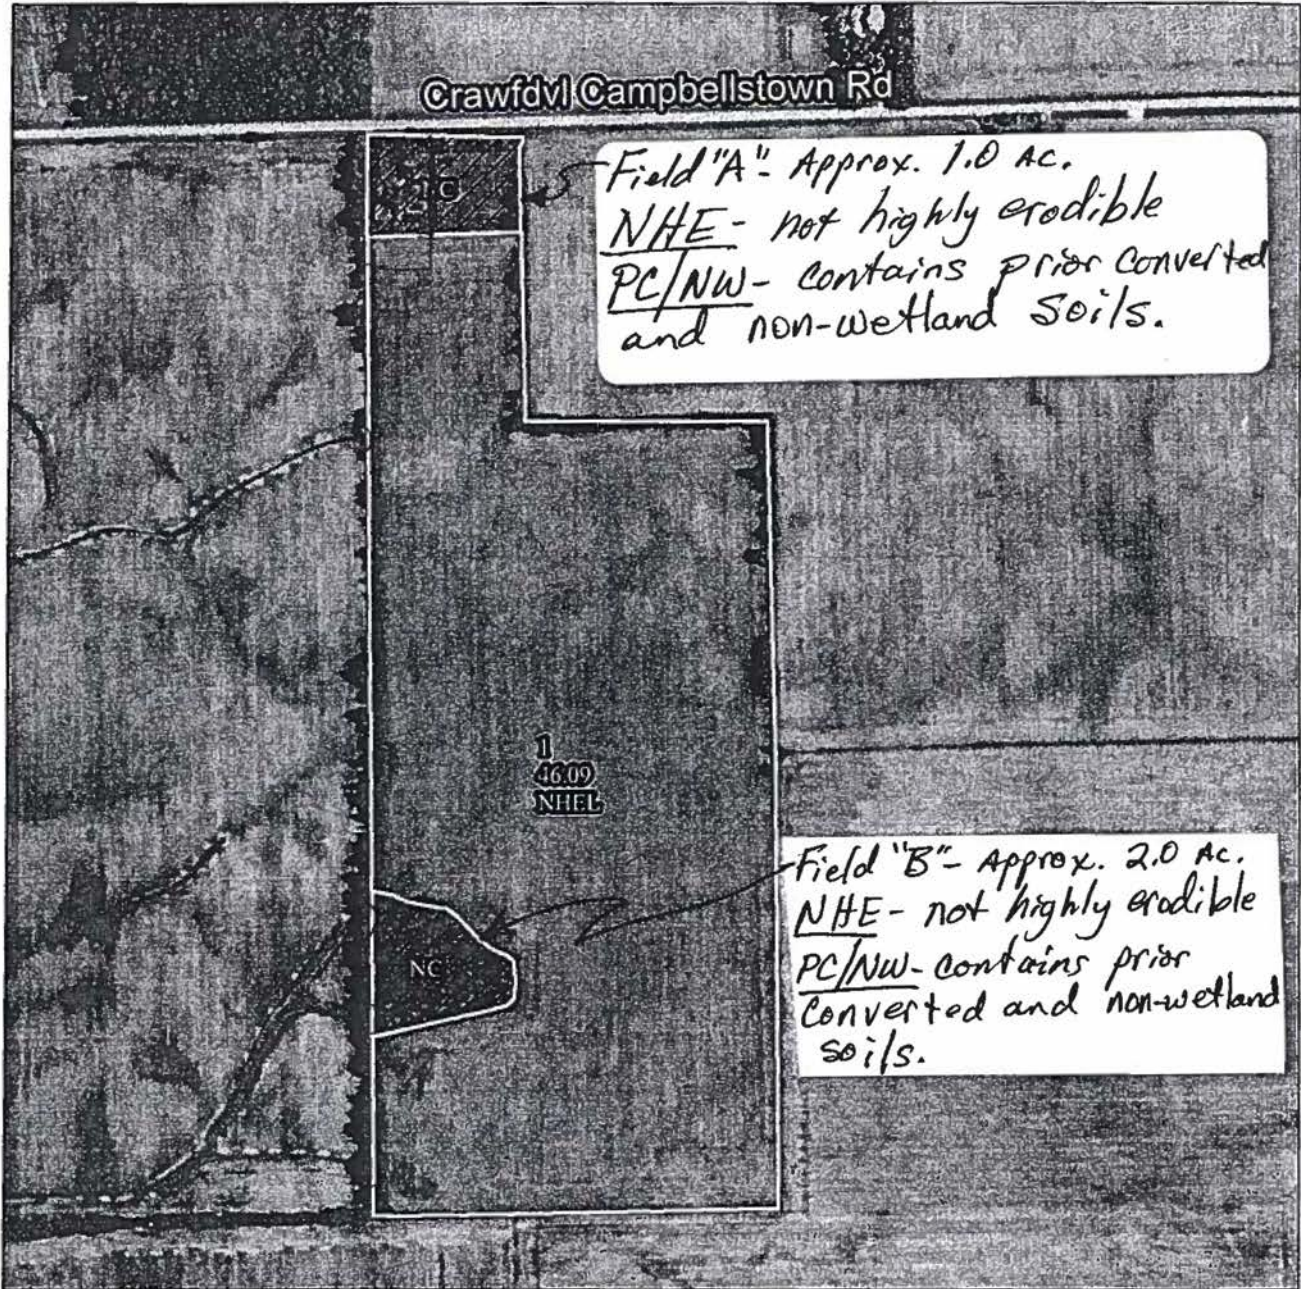 Crawfdvl Campbellstown Rd
Field "A" - Approx. 1.0 Ac.
NHE - not highly erodible
PC/NW - contains prior converted
and non-wetland soils.
1
46.09
NHEL
Field "B" - Approx. 2.0 Ac.
NHE - not highly erodible
PC/NW - contains prior
converted and non-wetland
soils.
NC